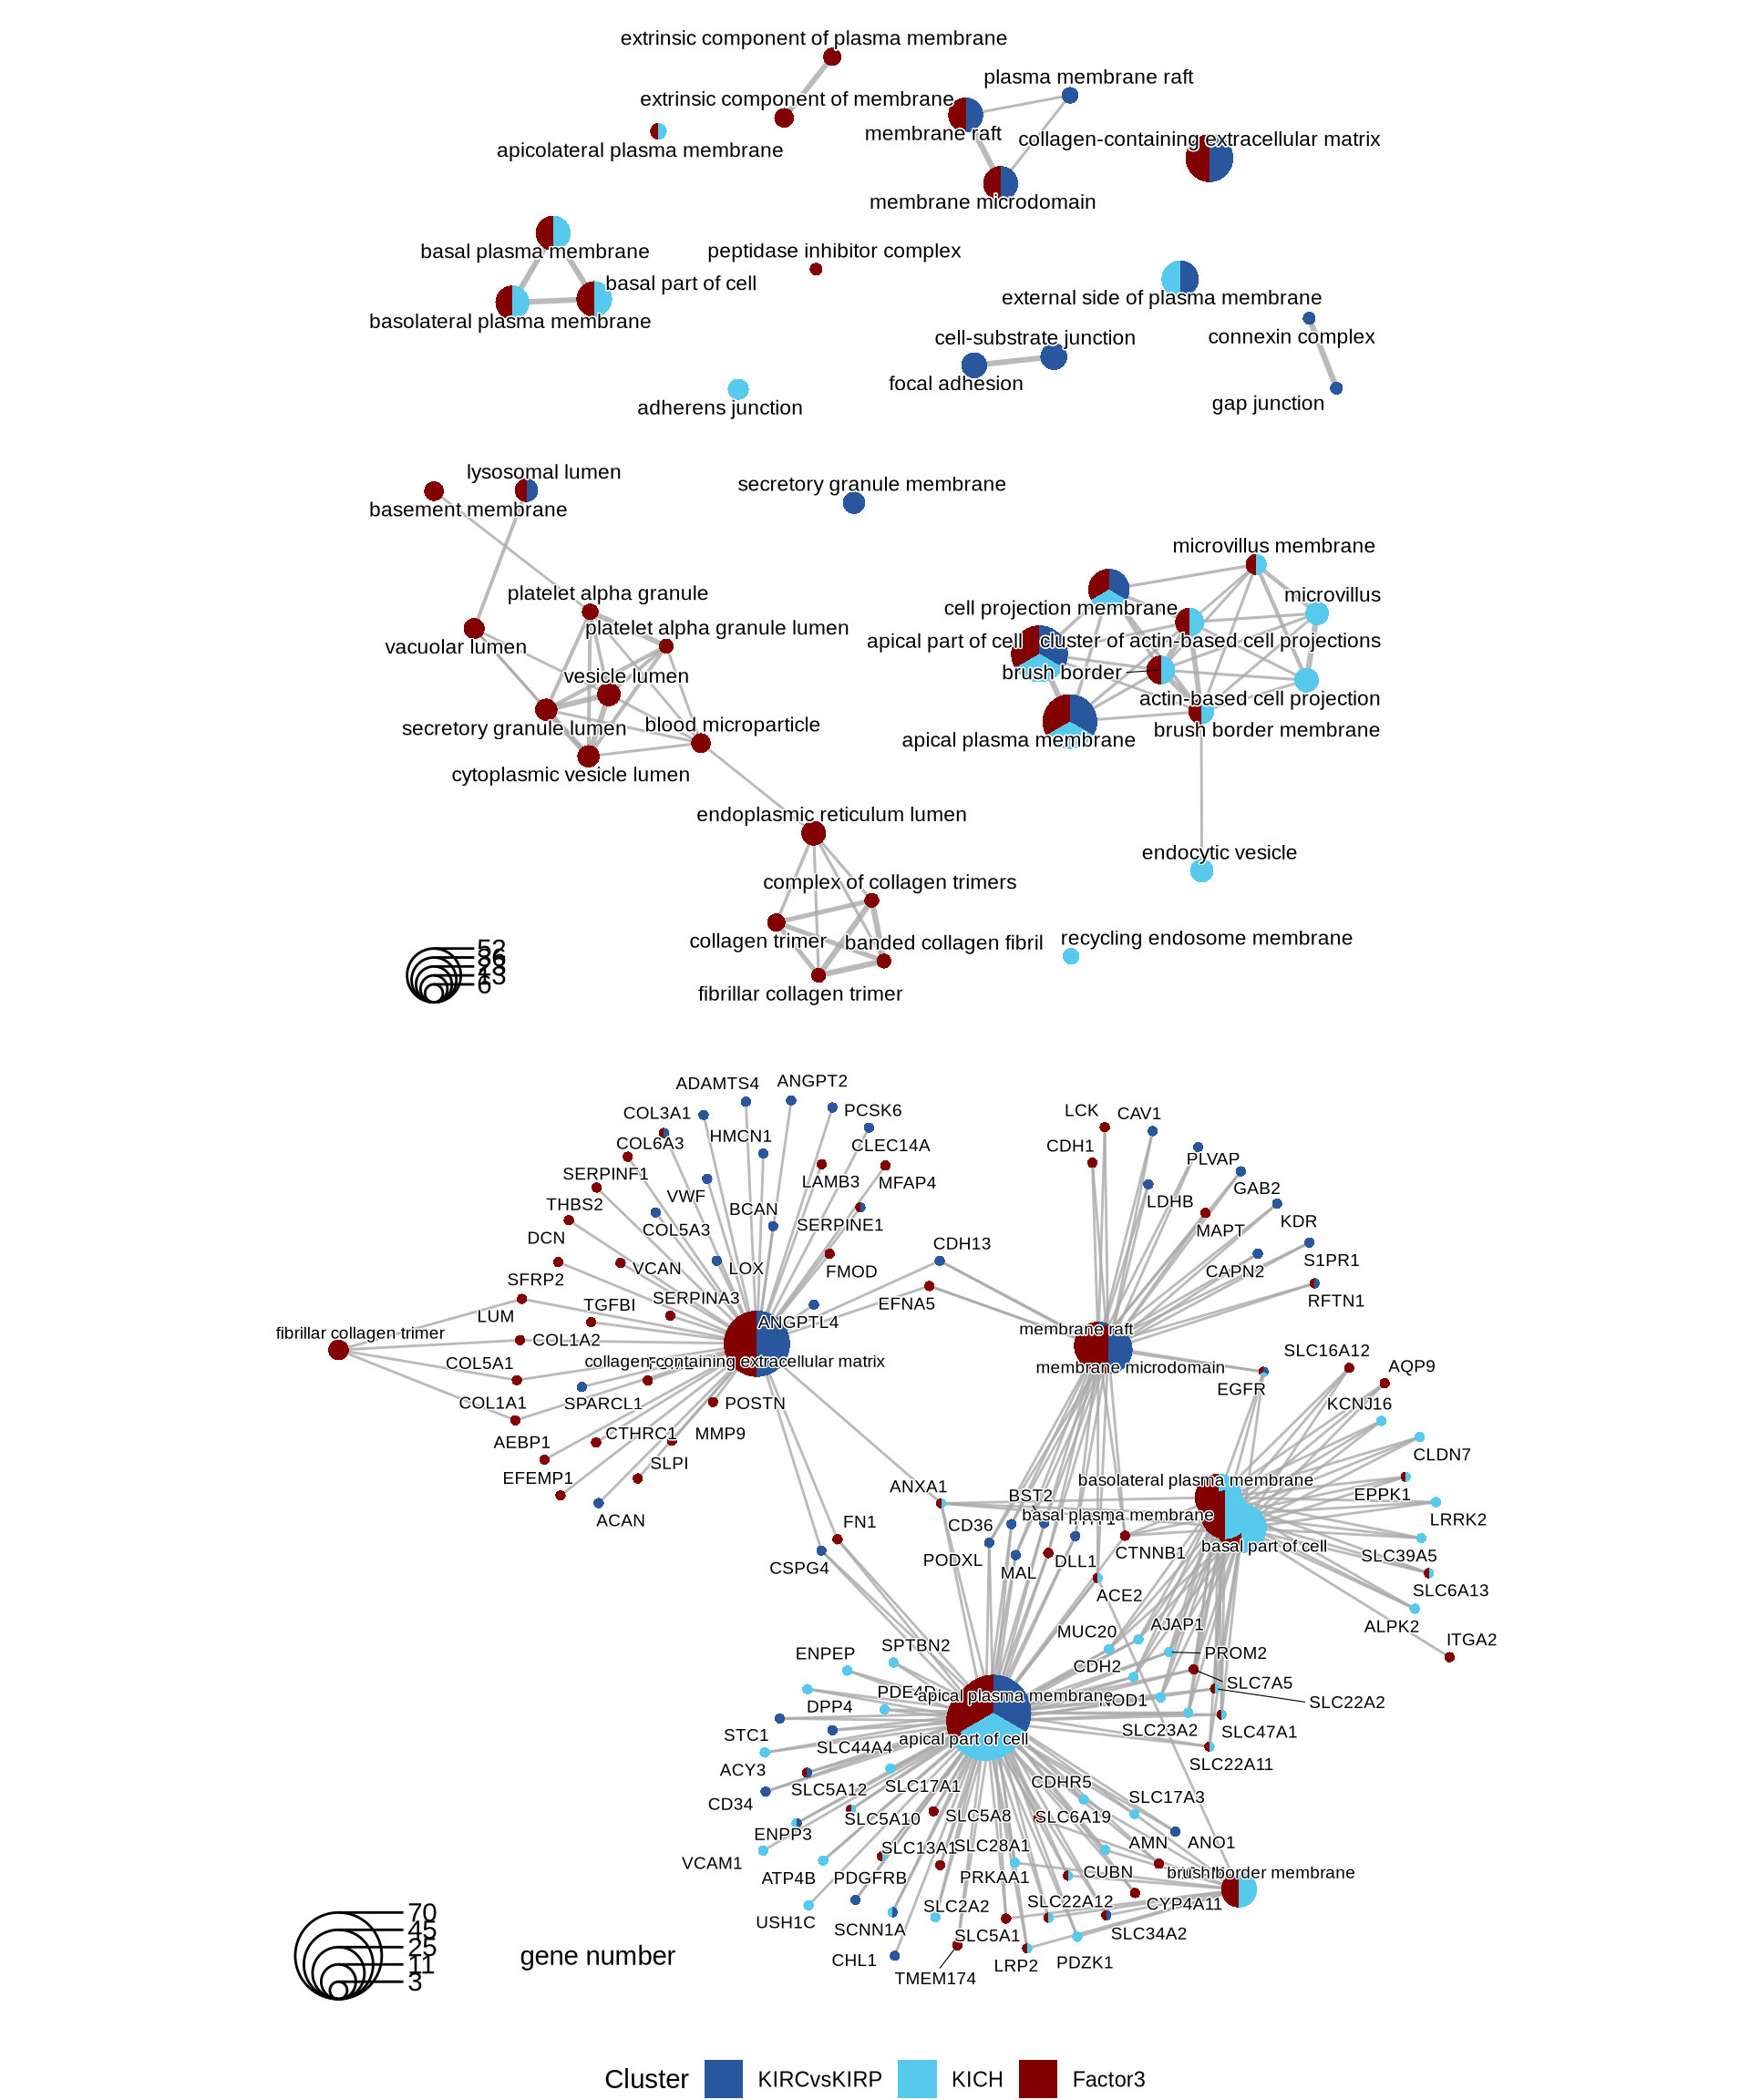 extrinsic component of plasma membrane
plasma membrane raft
extrinsic component of membrane
membrane raft
collagen-containing extracellular matrix
apicolateral plasma membrane
membrane microdomain
basal plasma membrane
peptidase inhibitor complex
basal part of cell
external side of plasma membrane
basolateral plasma membrane
cell-substrate junction
connexin complex
focal adhesion
gap junction
adherens junction
lysosomal lumen
secretory granule membrane
basement membrane
microvillus membrane
platelet alpha granule
microvillus
cell projection membrane
platelet alpha granule lumen
apical part of cell
cluster of actin-based cell projections
vacuolar lumen
brush border
vesicle lumen
actin-based cell projection
secretory granule lumen
blood microparticle
brush border membrane
apical plasma membrane
cytoplasmic vesicle lumen
endoplasmic reticulum lumen
endocytic vesicle
complex of collagen trimers
collagen trimer
banded collagen fibril
recycling endosome membrane
52
36
13
6
fibrillar collagen trimer
ADAMTS4
ANGPT2
COL3A1
PCSK6
LCK
CAV1
HMCN1
COL6A3
CLEC14A
CDH1
PLVAP
SERPINF1
LAMB3
MFAP4
GAB2
VWF
LDHB
THBS2
BCAN
SERPINE1
KDR
COL5A3
MAPT
DCN
CDH13
S1PR1
VCAN
LOX
FMOD
CAPN2
SFRP2
SERPINA3
EFNA5
RFTN1
TGFBI
LUM
ANGPTL4
fibrillar collagen trimer
membrane raft
COL1A2
SLC16A12
COL5A1
collagen-containing extracellular matrix
membrane microdomain
AQP9
EGFR
COL1A1
SPARCL1
POSTN
KCNJ16
AEBP1
CTHRC1
MMP9
CLDN7
SLPI
EFEMP1
basolateral plasma membrane
ANXA1
BST2
EPPK1
ACAN
FN1
CD36
basal plasma membrane
LRRK2
basal part of cell
CTNNB1
SLC39A5
PODXL
DLL1
CSPG4
MAL
SLC6A13
ACE2
ALPK2
MUC20
AJAP1
ITGA2
ENPEP
SPTBN2
PROM2
CDH2
SLC7A5
PDE4D
apical plasma membrane
NOD1
SLC22A2
DPP4
STC1
SLC23A2
SLC47A1
apical part of cell
SLC44A4
SLC22A11
ACY3
CDHR5
SLC5A12
SLC17A1
SLC17A3
CD34
SLC5A10
SLC5A8
SLC6A19
ENPP3
AMN
ANO1
SLC13A1
SLC28A1
VCAM1
CUBN
brush border membrane
ATP4B
PDGFRB
PRKAA1
SLC22A12
CYP4A11
SLC2A2
USH1C
SCNN1A
SLC5A1
SLC34A2
CHL1
LRP2
PDZK1
TMEM174
70
45
25
11
3
gene number
Cluster
KIRCvsKIRP
KICH
Factor3